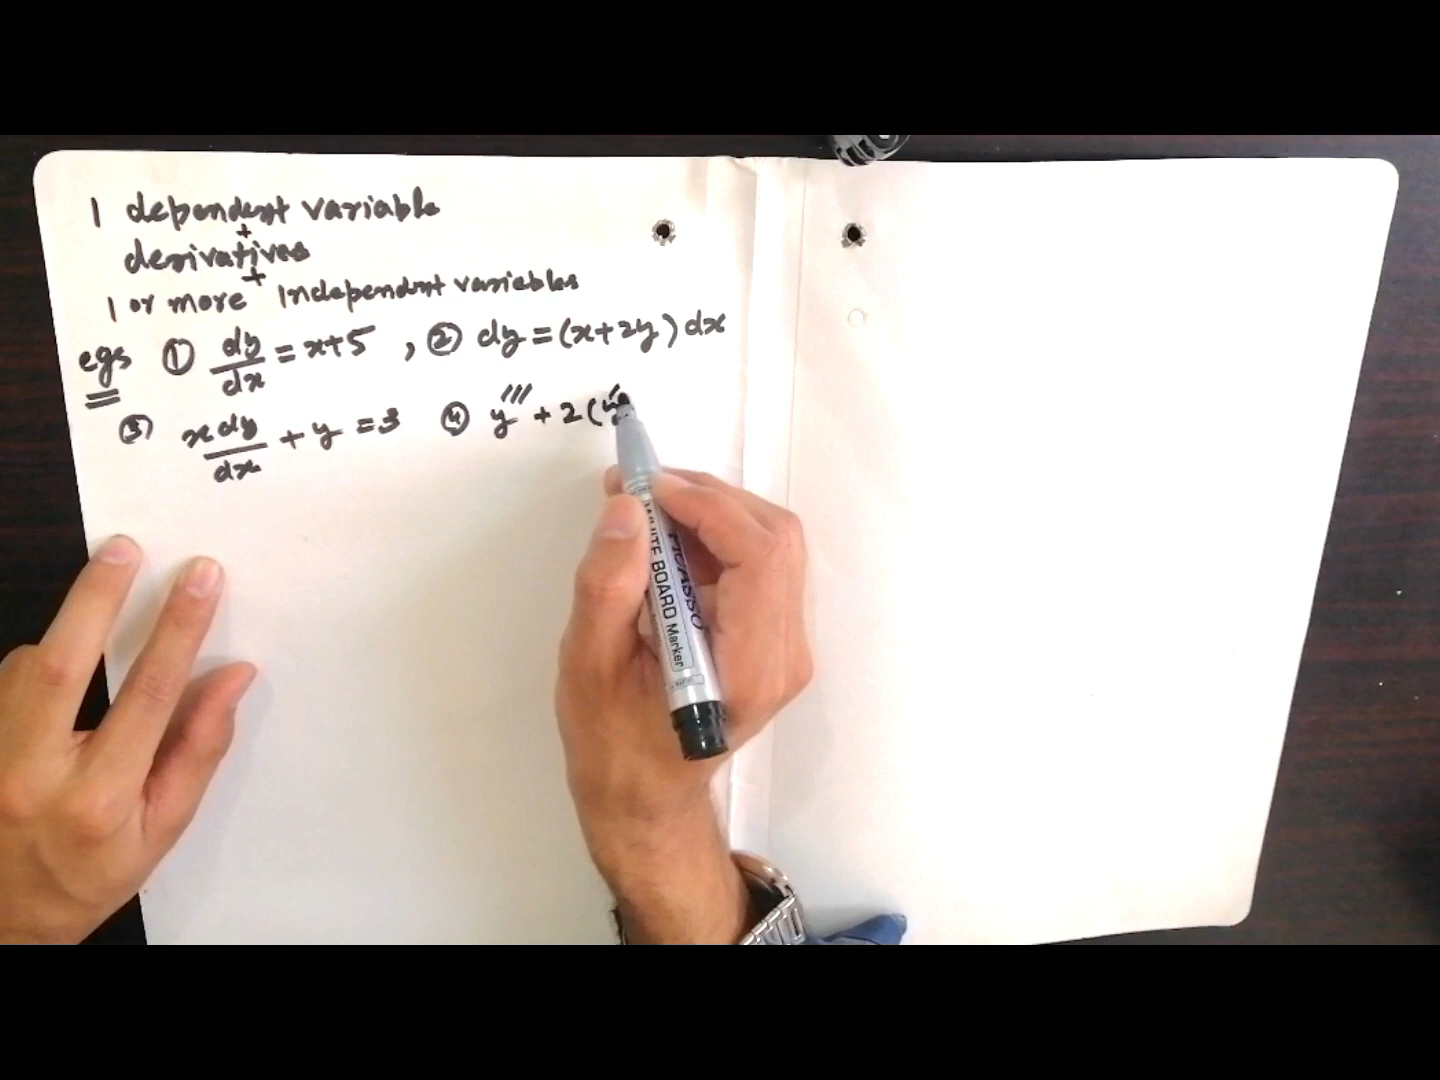 1 dependent variable
+
derivatives
+
1 or more Independent variables
egs ① dy/dx = x+5 , ② dy = (x+2y) dx
③ x dy/dx + y = 3 ④ y''' + 2 (y'
WHITE BOARD Marker
PICASSO